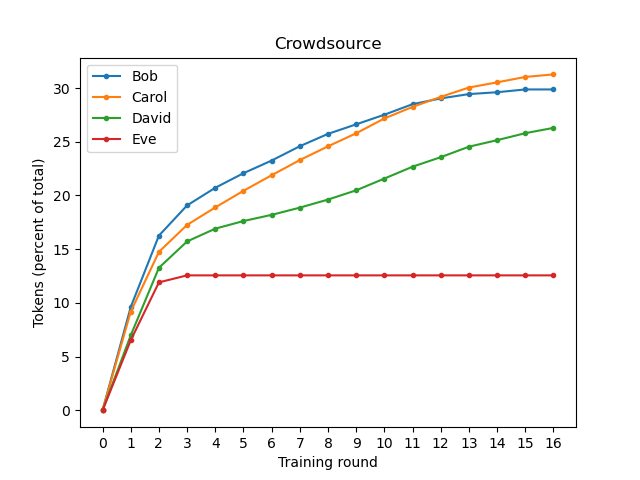 Crowdsource
Bob
Carol
David
Eve
Tokens (percent of total)
30
25
20
15
10
5
0
0 1 2 3 4 5 6 7 8 9 10 11 12 13 14 15 16
Training round